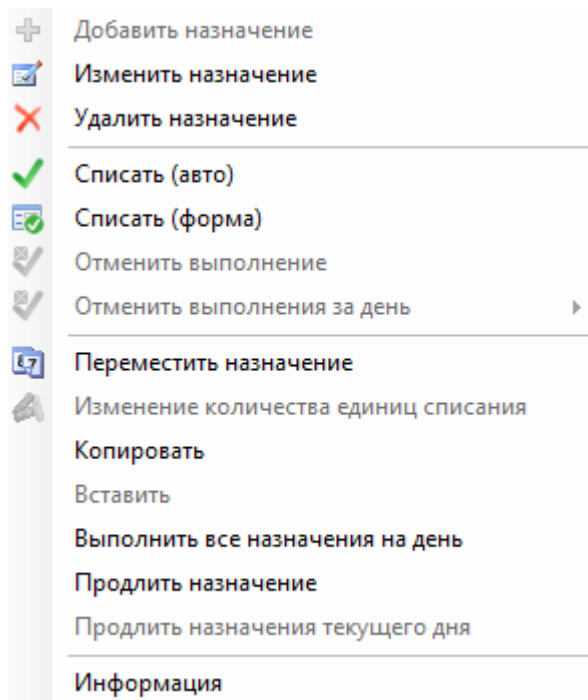 Добавить назначение
Изменить назначение
Удалить назначение
Списать (авто)
Списать (форма)
Отменить выполнение
Отменить выполнения за день
Переместить назначение
Изменение количества единиц списания
Копировать
Вставить
Выполнить все назначения на день
Продлить назначение
Продлить назначения текущего дня
Информация